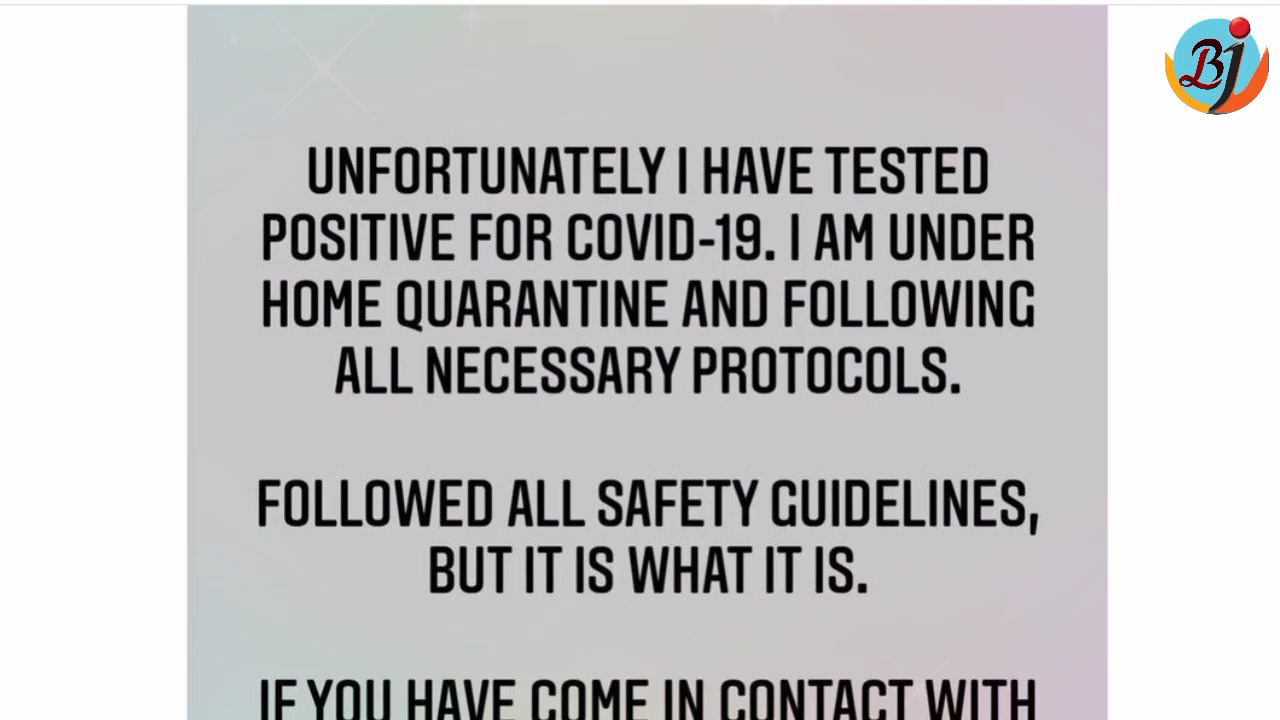 Bj
UNFORTUNATELY I HAVE TESTED
POSITIVE FOR COVID-19. I AM UNDER
HOME QUARANTINE AND FOLLOWING
ALL NECESSARY PROTOCOLS.
FOLLOWED ALL SAFETY GUIDELINES,
BUT IT IS WHAT IT IS.
IF YOU HAVE COME IN CONTACT WITH